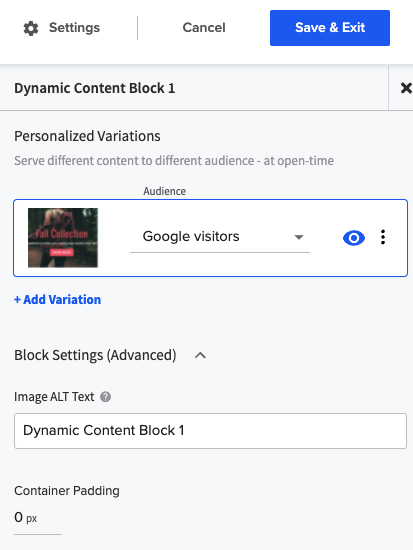 Settings
Cancel
Save & Exit
Dynamic Content Block 1
Personalized Variations
Serve different content to different audience - at open-time
Audience
Fall Collection
Google visitors
+ Add Variation
Block Settings (Advanced)
Image ALT Text ?
Dynamic Content Block 1
Container Padding
0 px